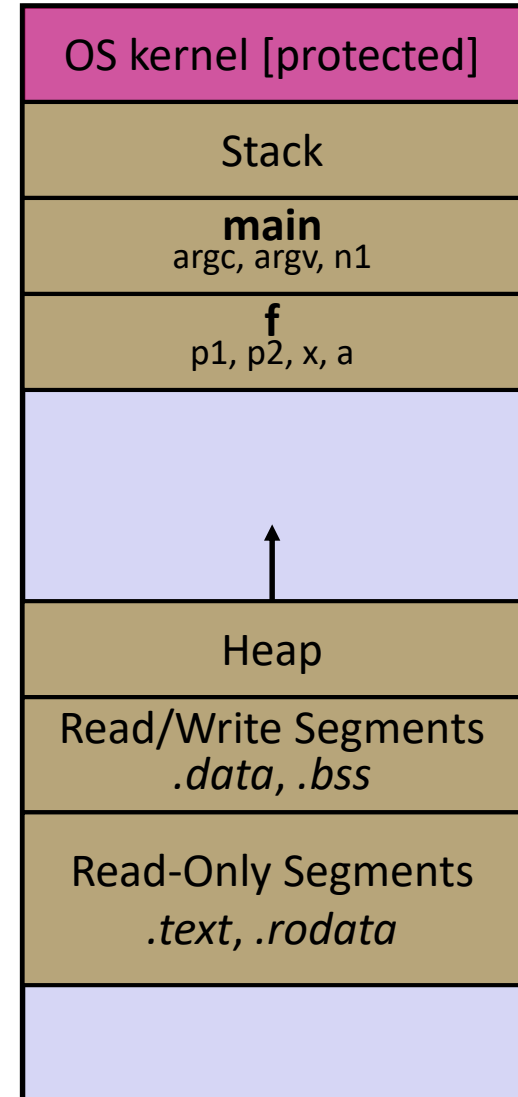 OS kernel [protected]
Stack
main
argc, argv, n1
f
p1, p2, x, a
Heap
Read/Write Segments
.data, .bss
Read-Only Segments
.text, .rodata